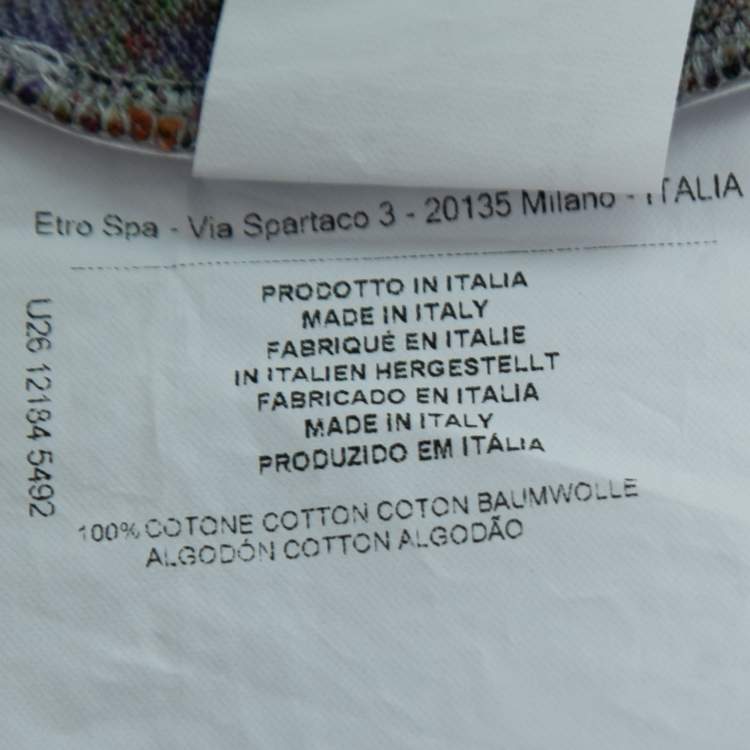 Etro Spa - Via Spartaco 3 - 20135 Milano - ITALIA
PRODOTTO IN ITALIA
MADE IN ITALY
FABRIQUÉ EN ITALIE
IN ITALIEN HERGESTELLT
FABRICADO EN ITALIA
MADE IN ITALY
PRODUZIDO EM ITÁLIA
100% COTONE COTTON COTON BAUMWOLLE
ALGODÓN COTTON ALGODÃO
U26 12184 5492